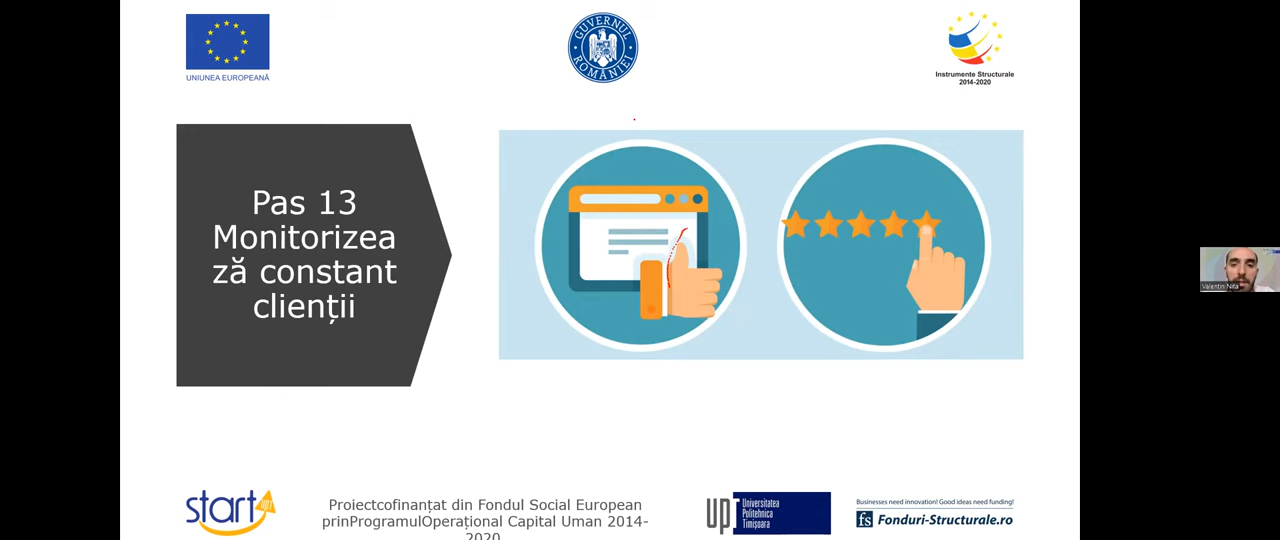 UNIUNEA EUROPEANĂ
GUVERNUL ROMÂNIEI
Instrumente Structurale
2014-2020
Pas 13
Monitorizea
ză constant
clienții
Valentin Nita
start
upt
Proiectcofinanțat din Fondul Social European
prinProgramulOperațional Capital Uman 2014-
2020
UPT
Universitatea
Politehnica
Timișoara
Businesses need innovation! Good ideas need funding!
fs Fonduri-Structurale.ro